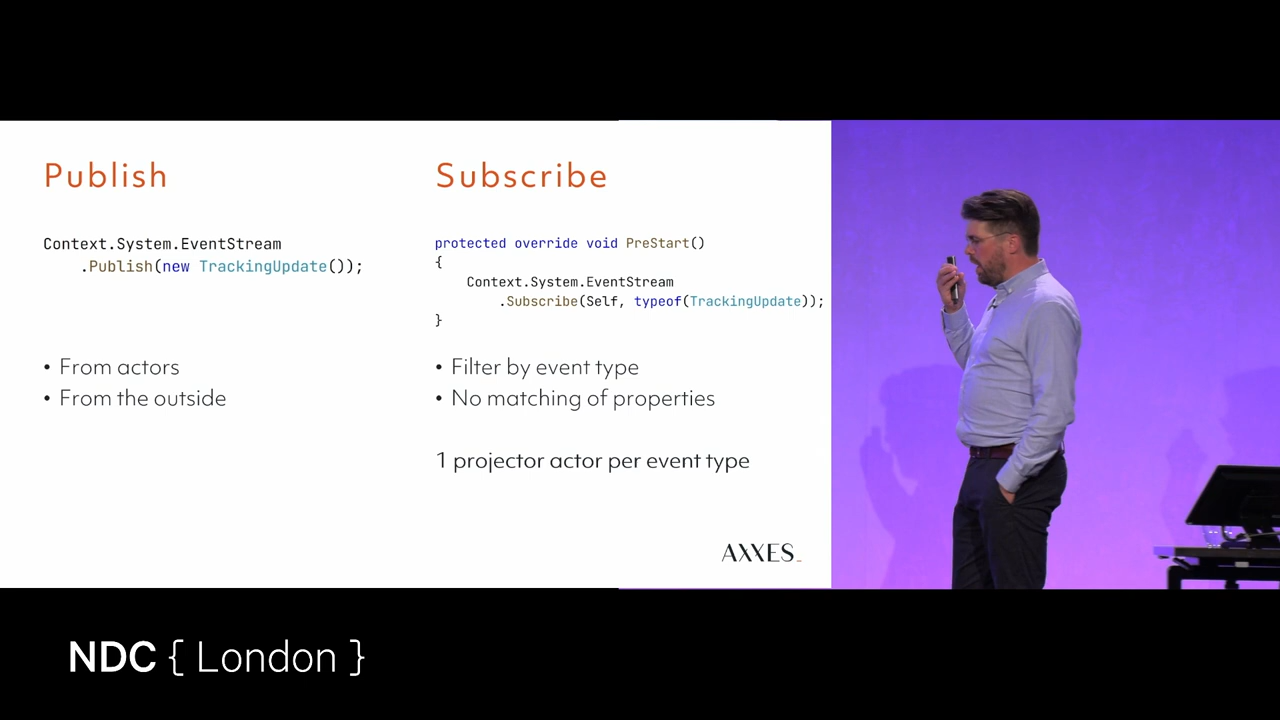 Publish
Context.System.EventStream
.Publish(new TrackingUpdate());
• From actors
• From the outside
Subscribe
protected override void PreStart()
{
Context.System.EventStream
.Subscribe(Self, typeof(TrackingUpdate));
}
• Filter by event type
• No matching of properties
1 projector actor per event type
AXXES_
NDC { London }